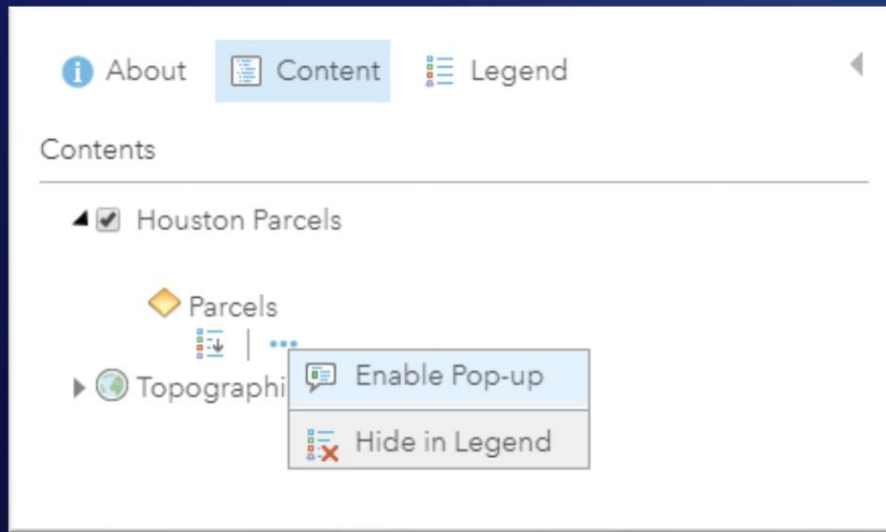 About Content Legend
Contents
Houston Parcels
Parcels
Enable Pop-up
Topographi
Hide in Legend